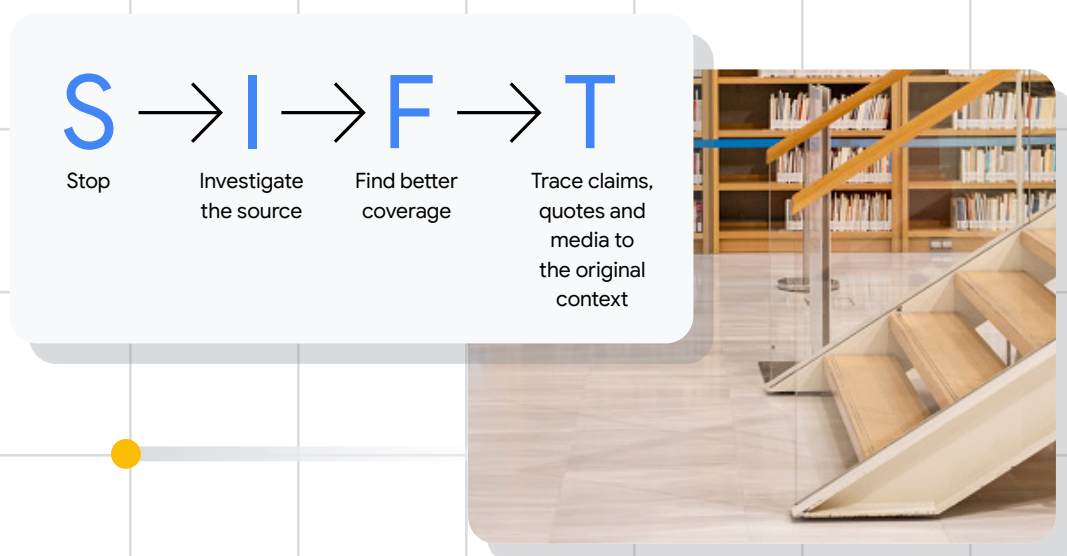 S → I → F → T
Stop
Investigate
the source
Find better
coverage
Trace claims,
quotes and
media to
the original
context